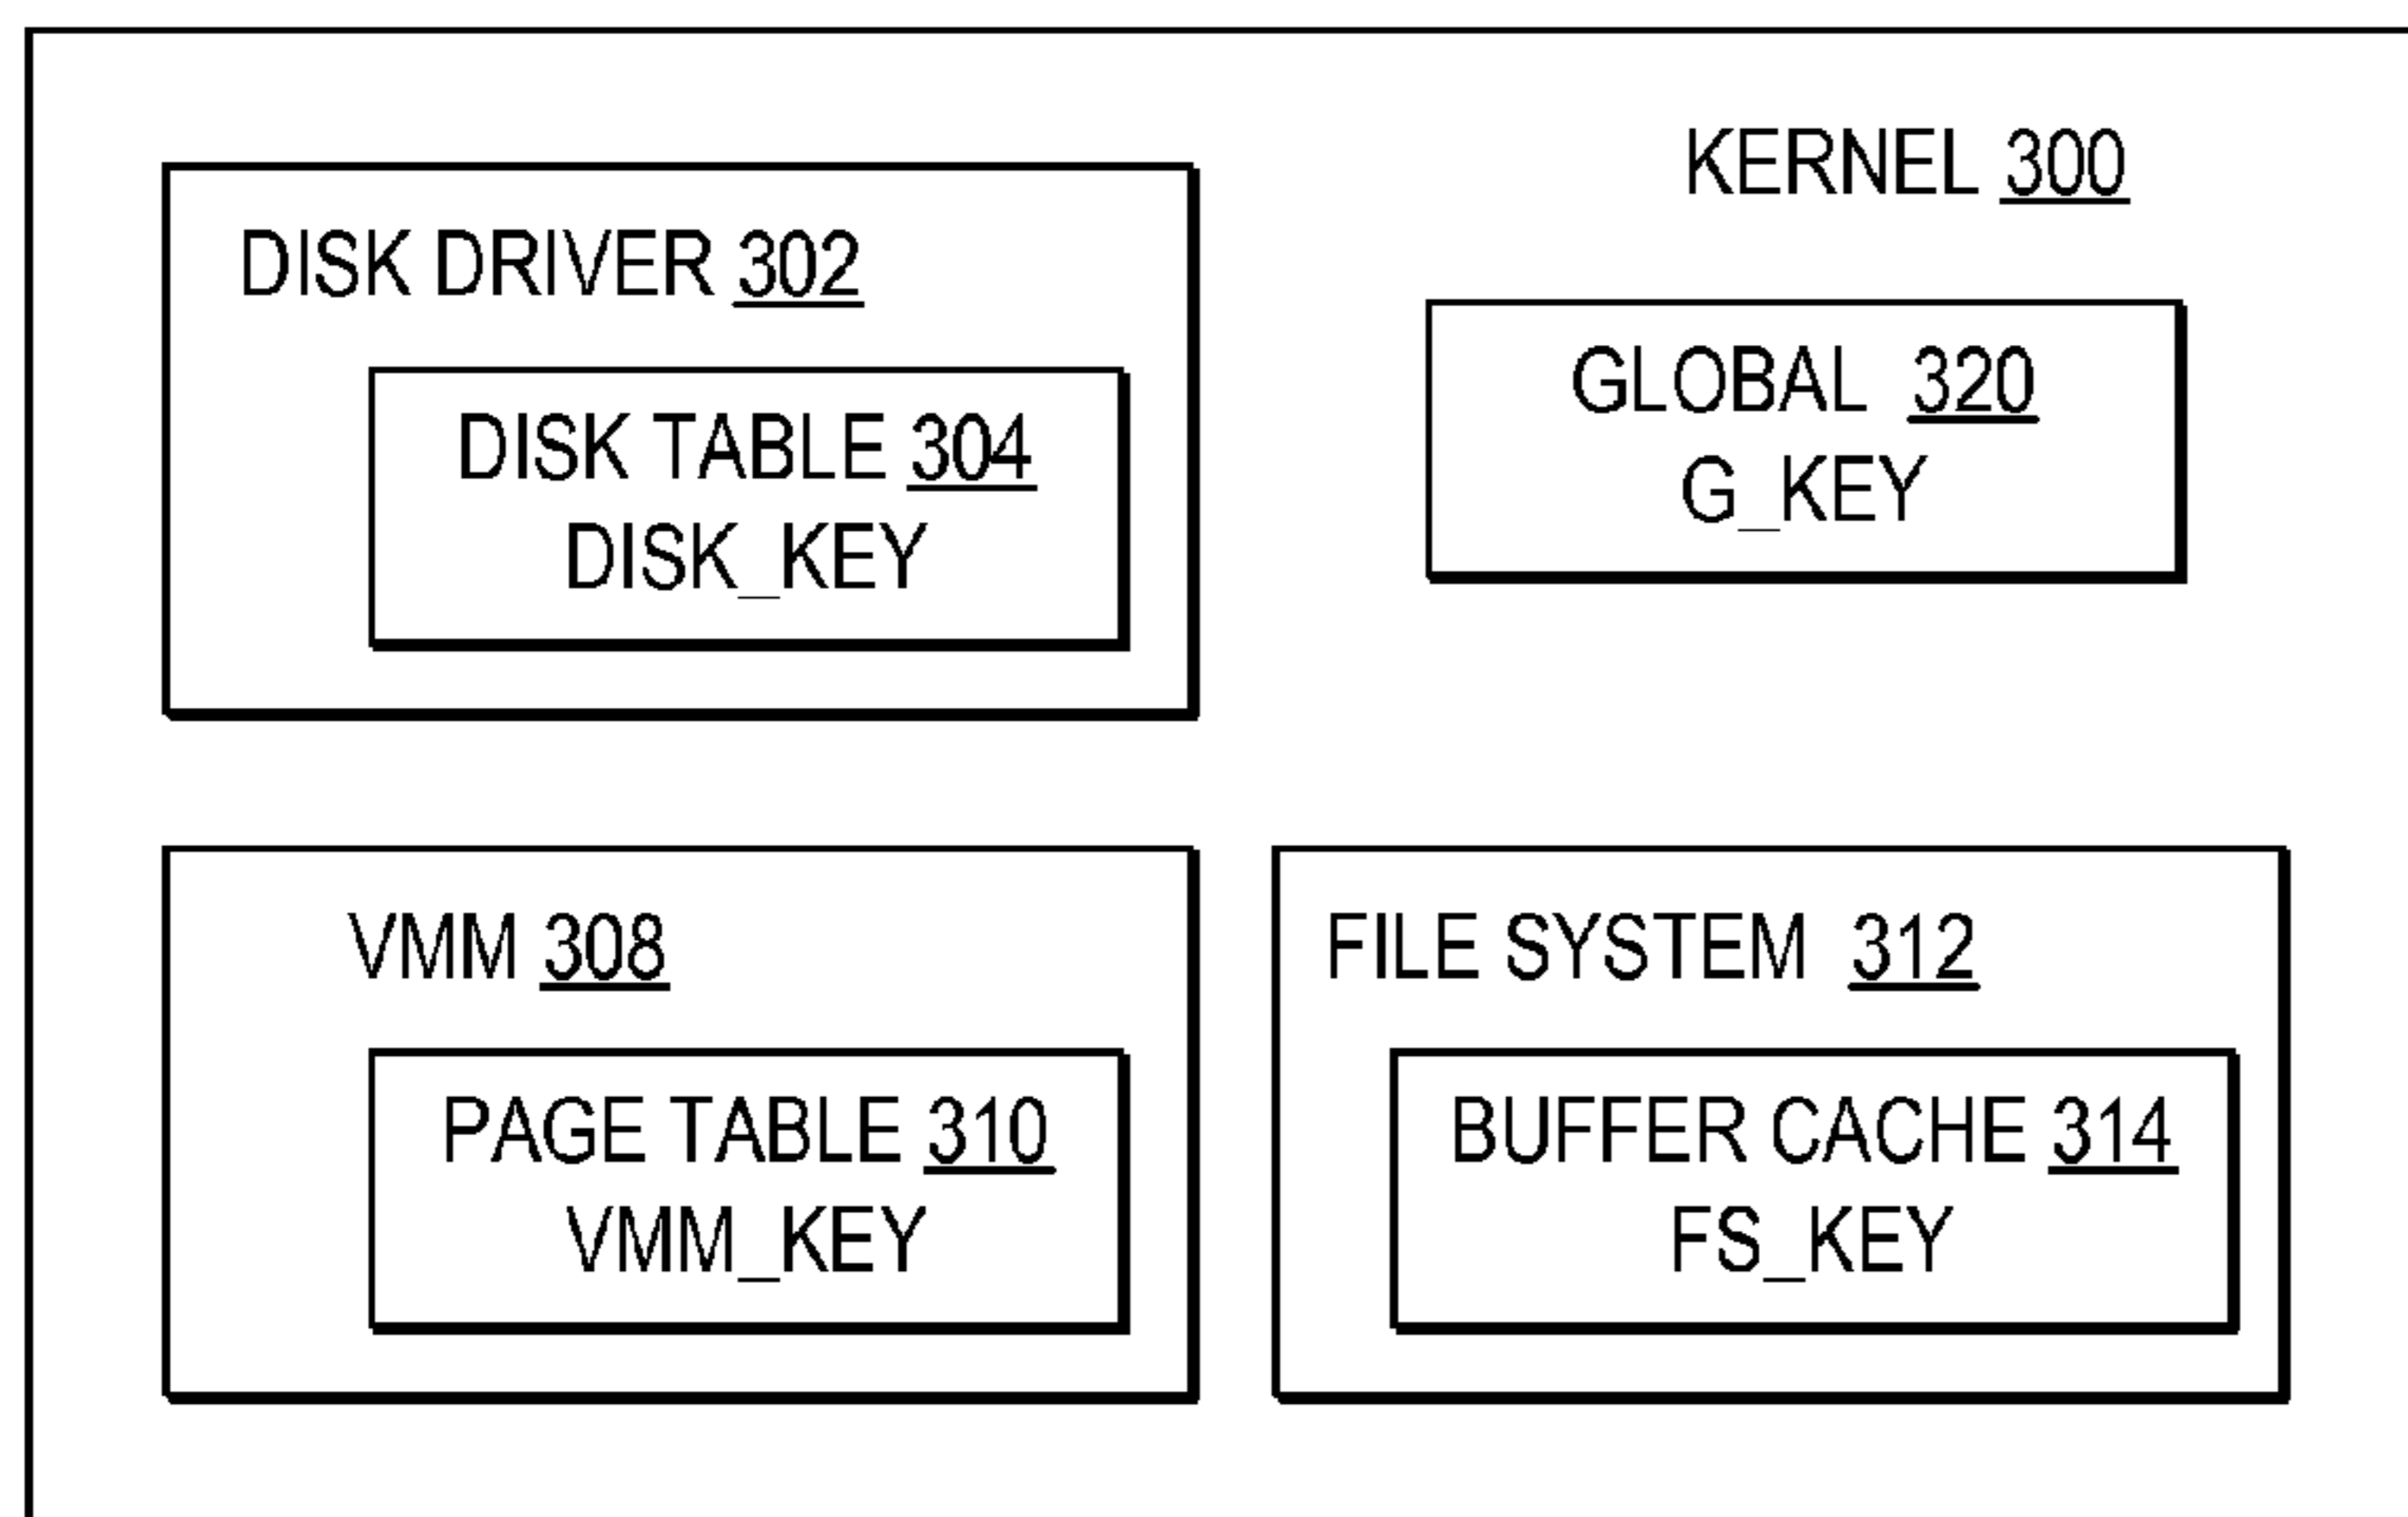 KERNEL 300
DISK DRIVER 302
DISK TABLE 304
DISK_KEY
GLOBAL 320
G_KEY
VMM 308
PAGE TABLE 310
VMM_KEY
FILE SYSTEM 312
BUFFER CACHE 314
FS_KEY